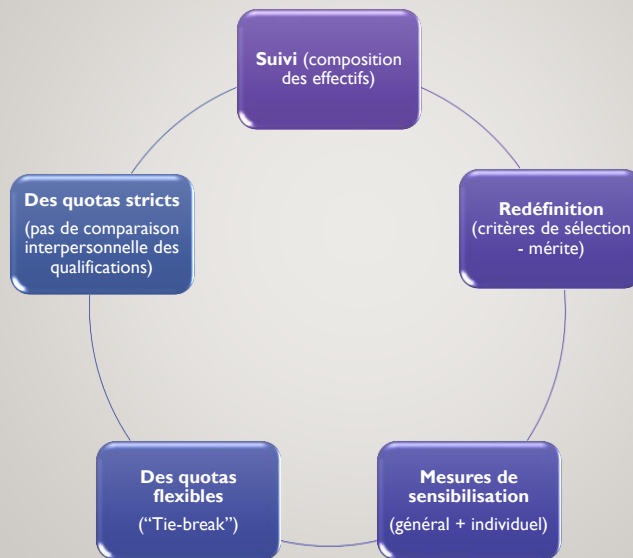 Suivi (composition
des effectifs)
Redéfinition
(critères de sélection
- mérite)
Mesures de
sensibilisation
(général + individuel)
Des quotas
flexibles
(“Tie-break”)
Des quotas stricts
(pas de comparaison
interpersonnelle des
qualifications)